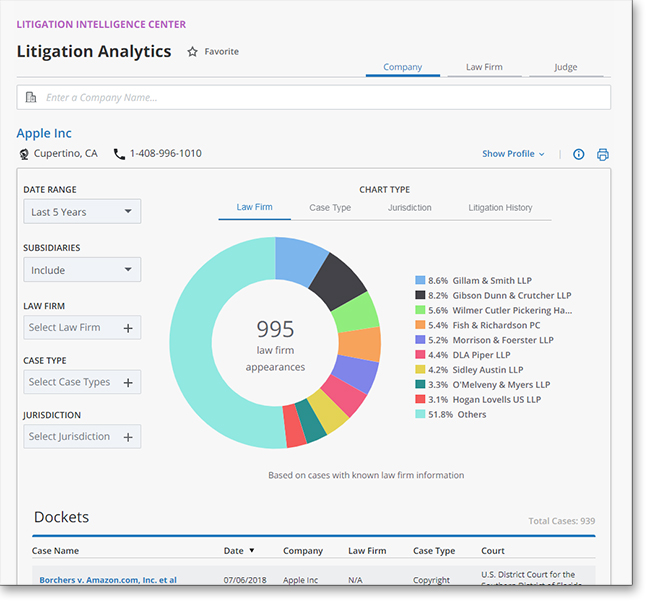 LITIGATION INTELLIGENCE CENTER
Litigation Analytics Favorite
Company Law Firm Judge
Enter a Company Name...
Apple Inc
Cupertino, CA 1-408-996-1010 Show Profile
DATE RANGE
Last 5 Years
SUBSIDIARIES
Include
LAW FIRM
Select Law Firm +
CASE TYPE
Select Case Types +
JURISDICTION
Select Jurisdiction +
CHART TYPE
Law Firm Case Type Jurisdiction Litigation History
995
law firm
appearances
8.6% Gillam & Smith LLP
8.2% Gibson Dunn & Crutcher LLP
5.6% Wilmer Cutler Pickering Ha...
5.4% Fish & Richardson PC
5.2% Morrison & Foerster LLP
4.4% DLA Piper LLP
4.2% Sidley Austin LLP
3.3% O'Melveny & Myers LLP
3.1% Hogan Lovells US LLP
51.8% Others
Based on cases with known law firm information
Dockets Total Cases: 939
Case Name Date ▼ Company Law Firm Case Type Court
Borchers v. Amazon.com, Inc. et al 07/06/2018 Apple Inc N/A Copyright U.S. District Court for the
Southern District of Florida